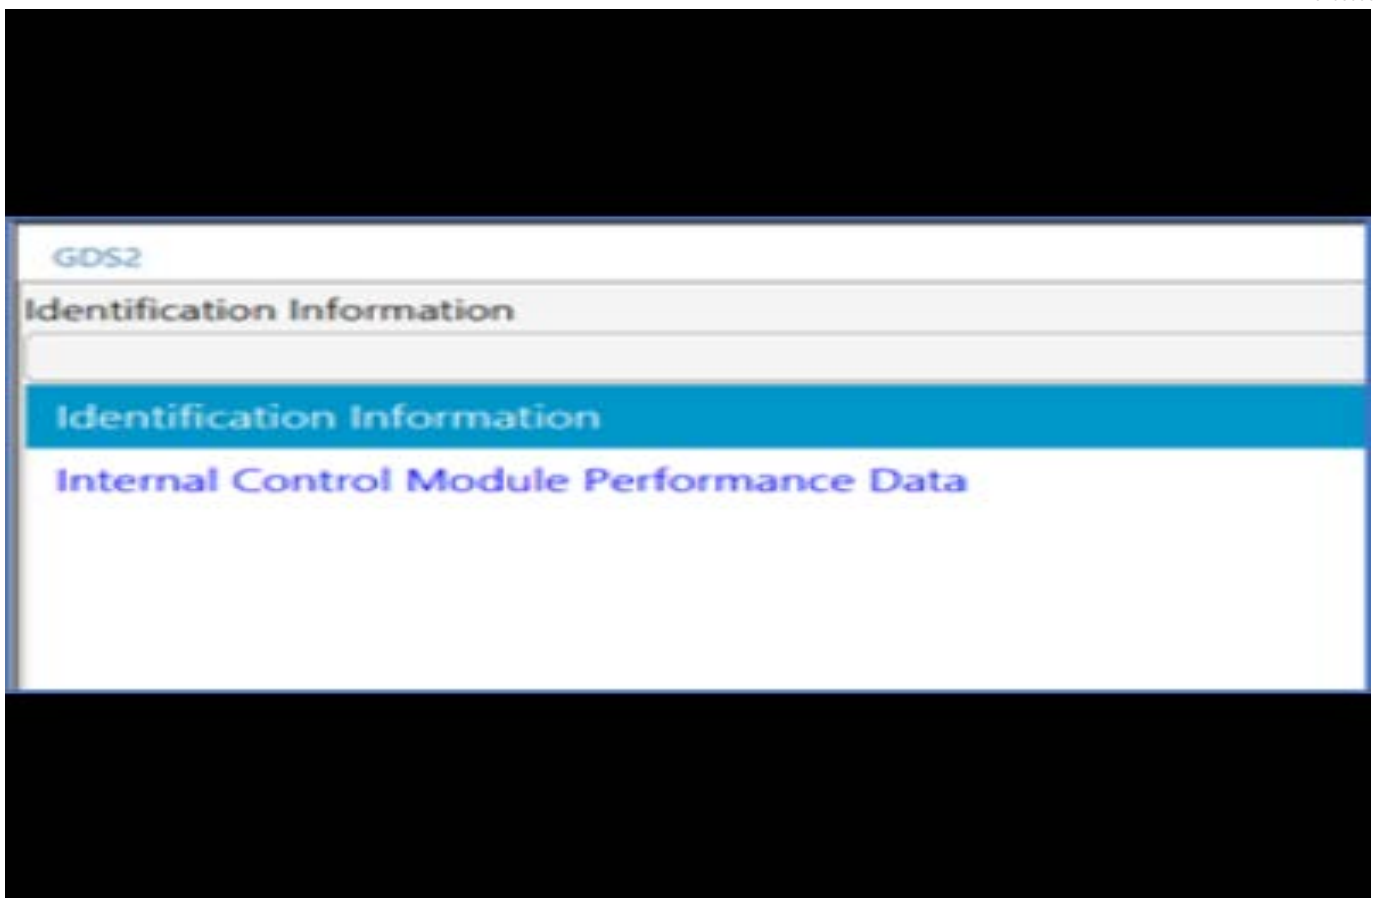 GDS2
Identification Information
Identification Information
Internal Control Module Performance Data